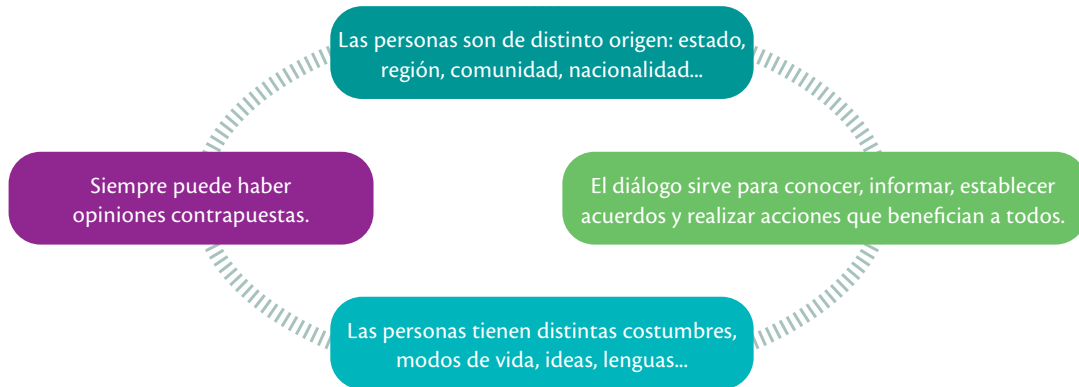 Las personas son de distinto origen: estado,
región, comunidad, nacionalidad...
Siempre puede haber
opiniones contrapuestas.
El diálogo sirve para conocer, informar, establecer
acuerdos y realizar acciones que benefician a todos.
Las personas tienen distintas costumbres,
modos de vida, ideas, lenguas...